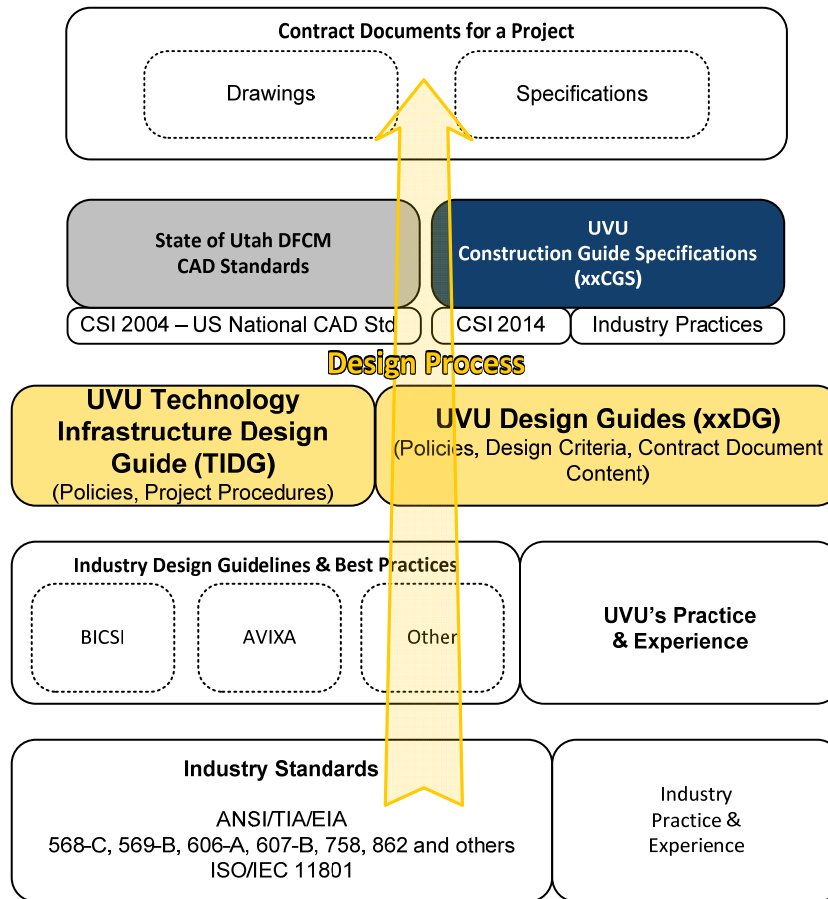 Contract Documents for a Project
Drawings
Specifications
State of Utah DFCM
CAD Standards
UVU
Construction Guide Specifications
(xxCGS)
CSI 2004 – US National CAD Std
CSI 2014
Industry Practices
Design Process
UVU Technology
Infrastructure Design
Guide (TIDG)
(Policies, Project Procedures)
UVU Design Guides (xxDG)
(Policies, Design Criteria, Contract Document
Content)
Industry Design Guidelines & Best Practices
BICSI
AVIXA
Other
UVU's Practice
& Experience
Industry Standards
ANSI/TIA/EIA
568-C, 569-B, 606-A, 607-B, 758, 862 and others
ISO/IEC 11801
Industry
Practice &
Experience